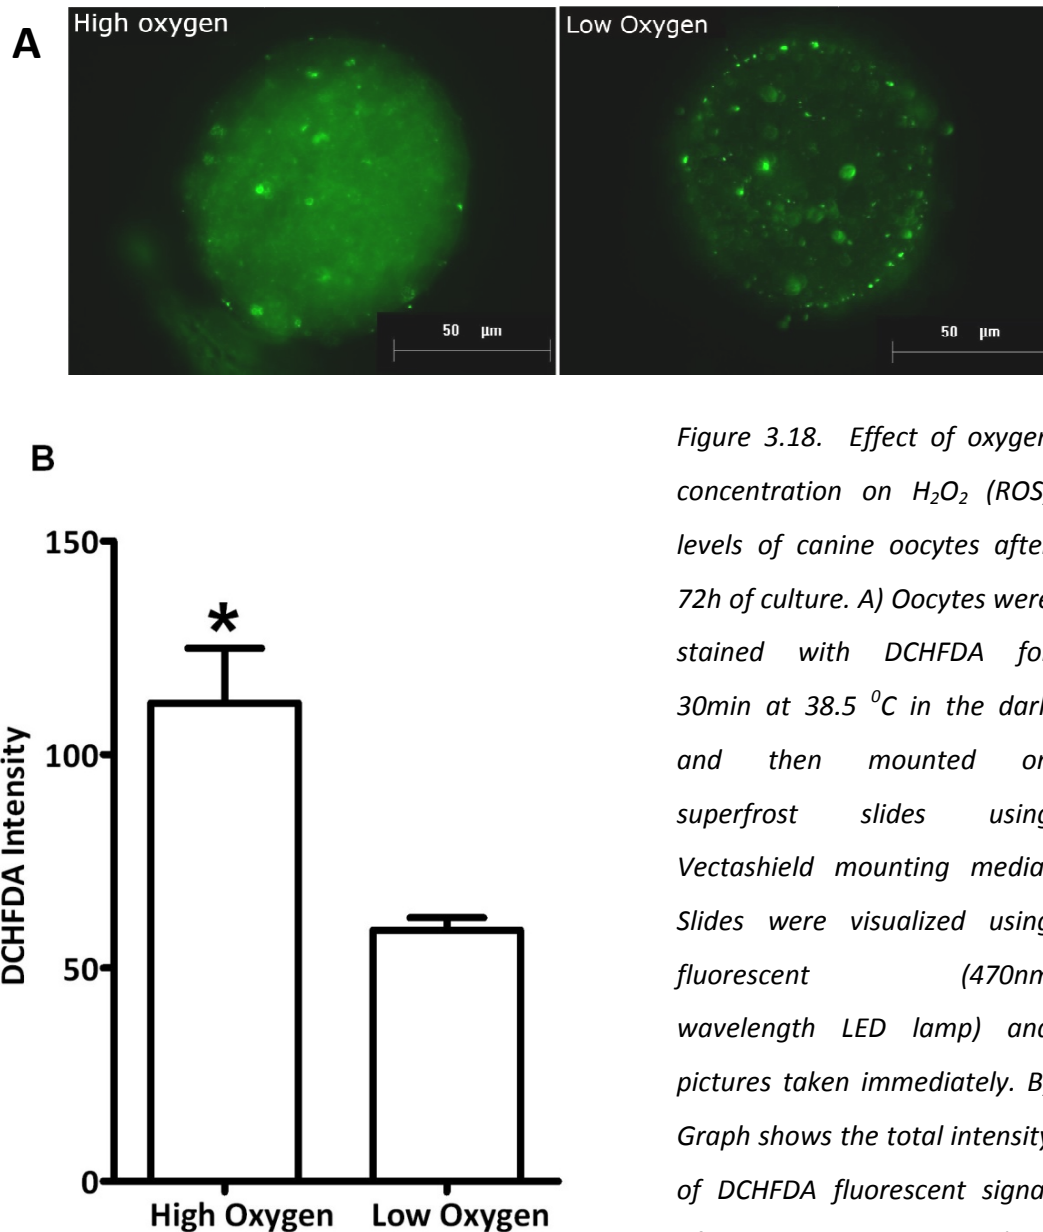 A
High oxygen
Low Oxygen
50 µm
50 µm
B
150
100
50
0
DCHFDA Intensity
*
High Oxygen
Low Oxygen
Figure 3.18. Effect of oxygen
concentration on H₂O₂ (ROS)
levels of canine oocytes after
72h of culture. A) Oocytes were
stained with DCHFDA for
30min at 38.5 ⁰C in the dark
and then mounted on
superfrost slides using
Vectashield mounting media.
Slides were visualized using
fluorescent (470nm
wavelength LED lamp) and
pictures taken immediately. B)
Graph shows the total intensity
of DCHFDA fluorescent signal